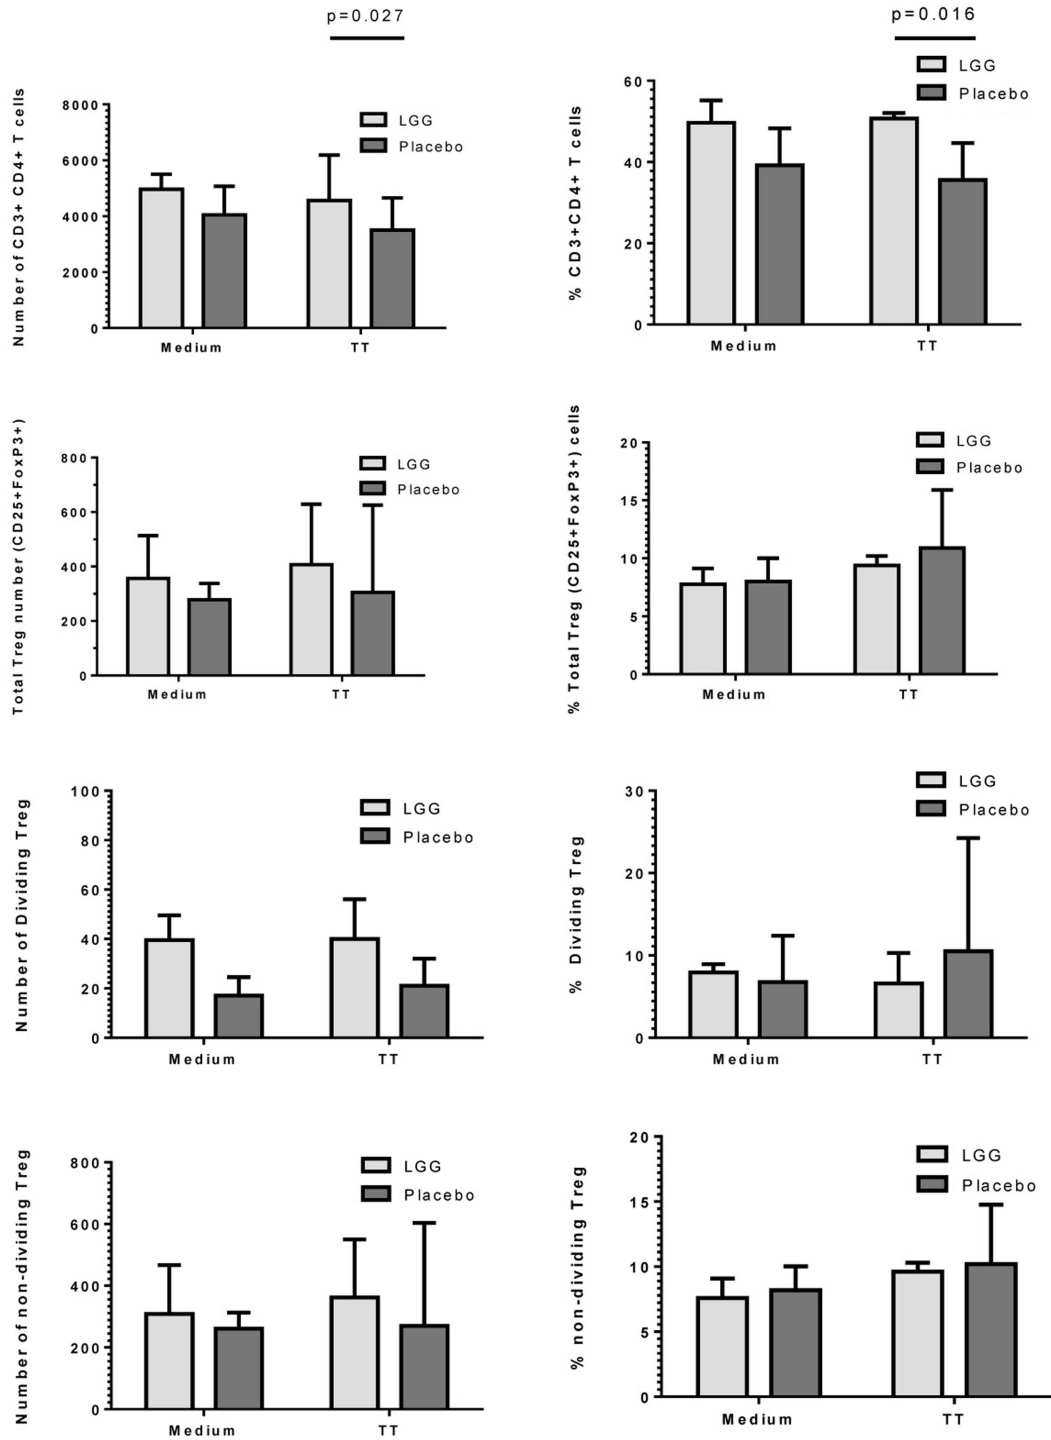 p=0.027
Number of CD3+ CD4+ T cells
8000
6000
4000
2000
0
LGG
Placebo
Medium
TT
p=0.016
% CD3+CD4+ T cells
60
40
20
0
LGG
Placebo
Medium
TT
Total Treg number (CD25+FoxP3+)
800
600
400
200
0
LGG
Placebo
Medium
TT
% Total Treg (CD25+FoxP3+) cells
20
15
10
5
0
LGG
Placebo
Medium
TT
Number of Dividing Treg
100
80
60
40
20
0
LGG
Placebo
Medium
TT
% Dividing Treg
30
20
10
0
LGG
Placebo
Medium
TT
Number of non-dividing Treg
800
600
400
200
0
LGG
Placebo
Medium
TT
% non-dividing Treg
20
15
10
5
0
LGG
Placebo
Medium
TT